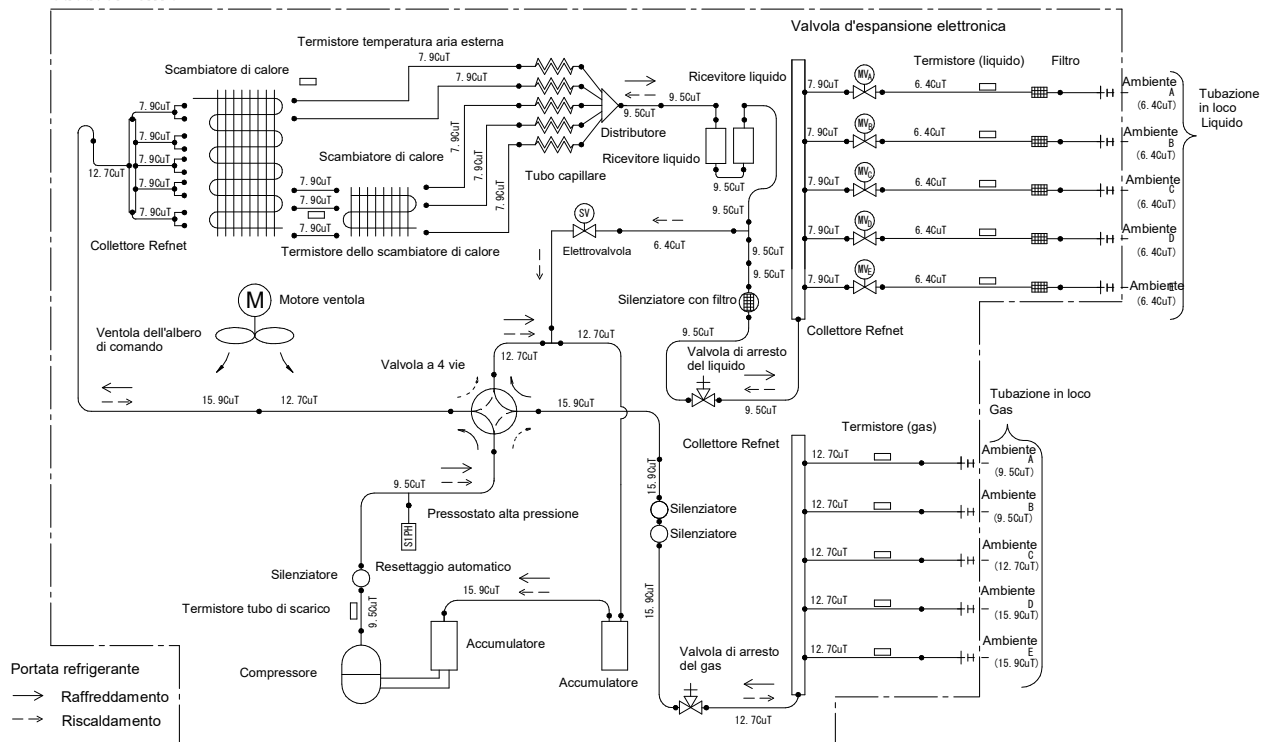 Valvola d'espansione elettronica
Termistore temperatura aria esterna
7.9CuT
Scambiatore di calore
7.9CuT
Ricevitore liquido
Termistore (liquido)
Filtro
7.9CuT
7.9CuT
7.9CuT
7.9CuT
7.9CuT
12.7CuT
Collettore Refnet
9.5CuT
9.5CuT
Distributore
Ricevitore liquido
9.5CuT
Tubo capillare
Scambiatore di calore
7.9CuT
7.9CuT
7.9CuT
7.9CuT
7.9CuT
7.9CuT
Termistore dello scambiatore di calore
7.9CuT
MVA
6.4CuT
Ambiente
A
(6.4CuT)
7.9CuT
MVB
6.4CuT
Ambiente
B
(6.4CuT)
7.9CuT
MVC
6.4CuT
Ambiente
C
(6.4CuT)
7.9CuT
MVD
6.4CuT
Ambiente
D
(6.4CuT)
7.9CuT
MVE
6.4CuT
Ambiente
E
(6.4CuT)
Tubazione
in loco
Liquido
SV
Elettrovalvola
6.4CuT
9.5CuT
9.5CuT
9.5CuT
Silenziatore con filtro
9.5CuT
Collettore Refnet
Valvola di arresto
del liquido
9.5CuT
M
Motore ventola
Ventola dell'albero
di comando
12.7CuT
12.7CuT
Valvola a 4 vie
15.9CuT
12.7CuT
15.9CuT
Collettore Refnet
Termistore (gas)
Tubazione in loco
Gas
12.7CuT
Ambiente
A
(9.5CuT)
12.7CuT
Ambiente
B
(9.5CuT)
12.7CuT
Ambiente
C
(12.7CuT)
12.7CuT
Ambiente
D
(15.9CuT)
12.7CuT
Ambiente
E
(15.9CuT)
15.9CuT
Silenziatore
Silenziatore
15.9CuT
9.5CuT
Pressostato alta pressione
S1PH
Silenziatore
Resettaggio automatico
Termistore tubo di scarico
9.5CuT
15.9CuT
Compressore
Accumulatore
Accumulatore
Valvola di arresto
del gas
12.7CuT
Portata refrigerante
Raffreddamento
Riscaldamento